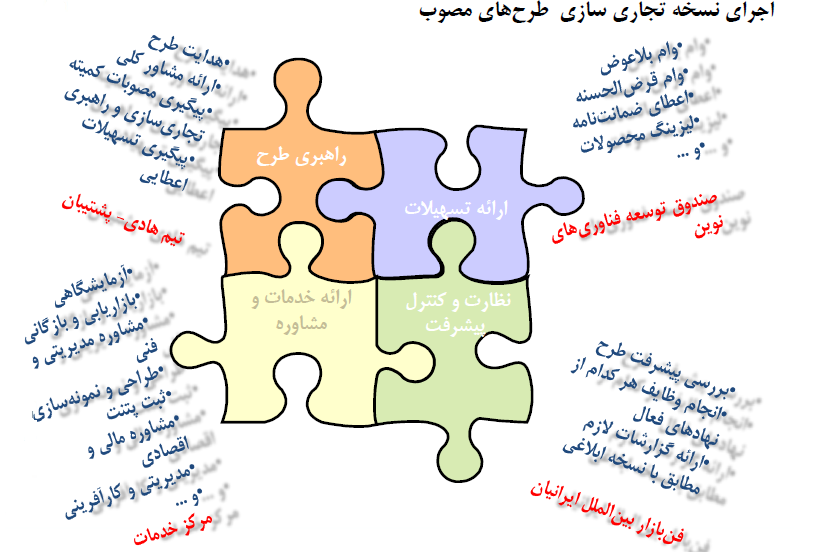 اجرای نسخه تجاری سازی طرح‌های مصوب
•وام بلاعوض
•وام قرض‌الحسنه
•اعطای ضمانت‌نامه
•لیزینگ محصولات
•و ...
صندوق توسعه فناوری‌های
نوین
•هدایت طرح
•ارائه مشاور کلی
•پیگیری مصوبات کمیته
تجاری‌سازی و راهبری
•پیگیری تسهیلات
اعطایی
تیم هادی_ پشتیبان
راهبری طرح
ارائه تسهیلات
نظارت و کنترل
پیشرفت
ارائه خدمات و
مشاوره
•بررسی پیشرفت طرح
•انجام وظایف هر کدام از
نهادهای فعال
•ارائه گزارشات لازم
مطابق با نسخه ابلاغی
فن‌بازار بین‌الملل ایرانیان
•آزمایشگاهی
•بازاریابی و بازرگانی
•مشاوره مدیریتی و
فنی
•طراحی و نمونه‌سازی
•ثبت پتنت
•مشاوره مالی و
اقتصادی
•مدیریتی و کارآفرینی
•و ...
مرکز خدمات